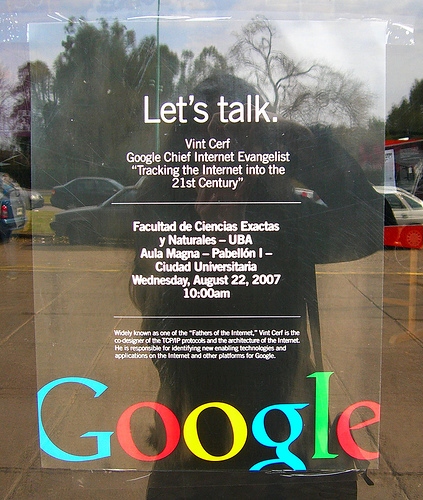 Let's talk.
Vint Cerf
Google Chief Internet Evangelist
"Tracking the Internet into the
21st Century"
Facultad de Ciencias Exactas
y Naturales – UBA
Aula Magna – Pabellón I –
Ciudad Universitaria
Wednesday, August 22, 2007
10:00am
Widely known as one of the "Fathers of the Internet," Vint Cerf is the
co-designer of the TCP/IP protocols and the architecture of the Internet.
He is responsible for identifying new enabling technologies and
applications on the Internet and other platforms for Google.
Google